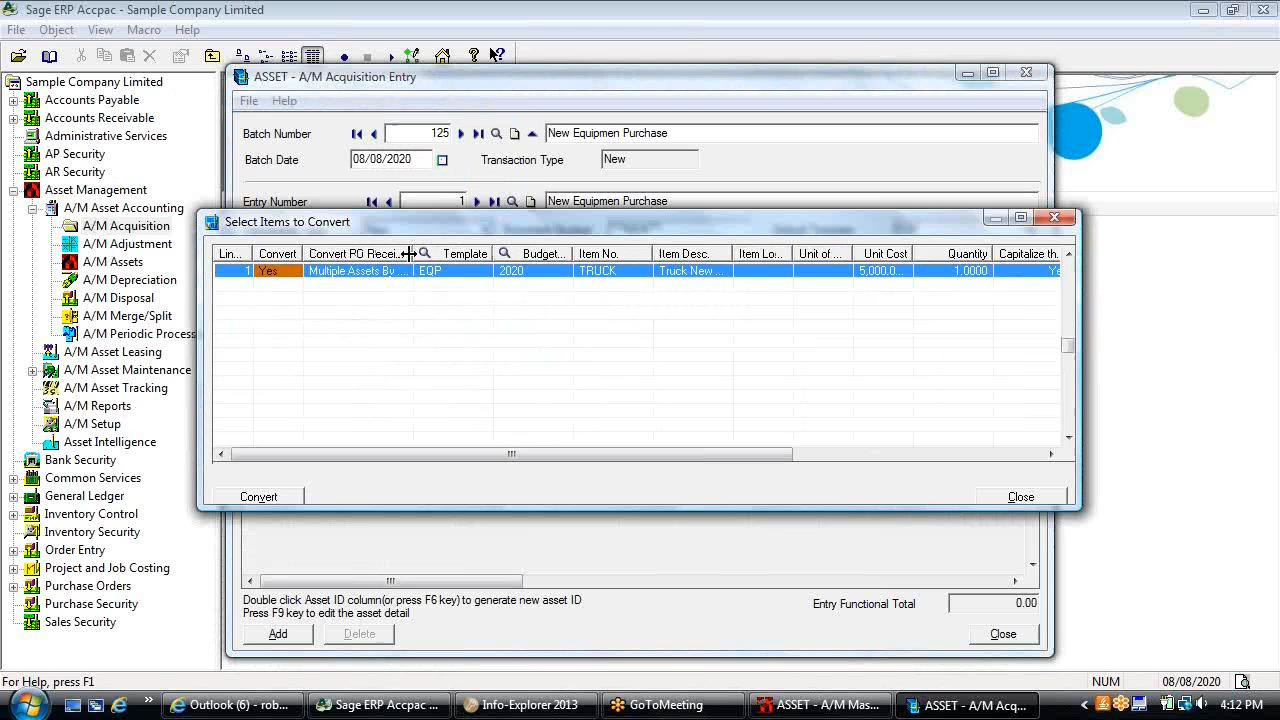 Sage ERP Accpac - Sample Company Limited
File Object View Macro Help
Sample Company Limited
Accounts Payable
Accounts Receivable
Administrative Services
AP Security
AR Security
Asset Management
A/M Asset Accounting
A/M Acquisition
A/M Adjustment
A/M Assets
A/M Depreciation
A/M Disposal
A/M Merge/Split
A/M Periodic Process
A/M Asset Leasing
A/M Asset Maintenance
A/M Asset Tracking
A/M Reports
A/M Setup
Asset Intelligence
Bank Security
Common Services
General Ledger
Inventory Control
Inventory Security
Order Entry
Project and Job Costing
Purchase Orders
Purchase Security
Sales Security
ASSET - A/M Acquisition Entry
File Help
Batch Number 125 New Equipmen Purchase
Batch Date 08/08/2020 Transaction Type New
Entry Number 1 New Equipmen Purchase
Select Items to Convert
Lin... Convert Convert PO Recei... Template Budget... Item No. Item Desc. Item Lo... Unit of ... Unit Cost Quantity Capitalize th.
1 Yes Multiple Assets By ... EQP 2020 TRUCK Truck New ... 5,000.0... 1.0000 Ye
Convert Close
Double click Asset ID column(or press F6 key) to generate new asset ID
Press F9 key to edit the asset detail
Entry Functional Total 0.00
Add Delete Close
For Help, press F1 NUM 08/08/2020
» Outlook (6) - rob... Sage ERP Accpac ... Info-Explorer 2013 GoToMeeting ASSET - A/M Mas... ASSET - A/M Acq... 4:12 PM